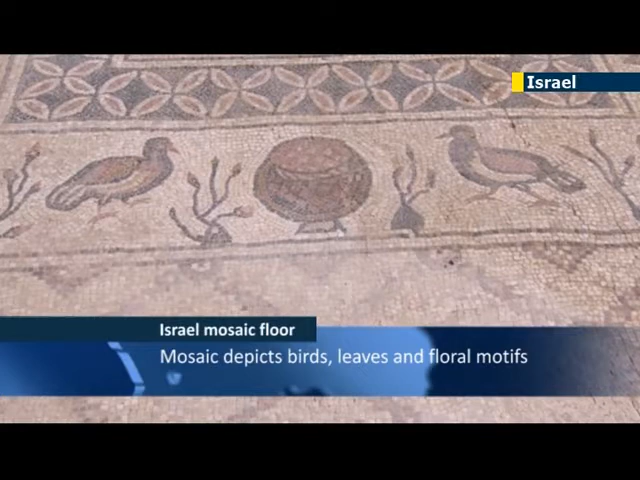 Israel
Israel mosaic floor
Mosaic depicts birds, leaves and floral motifs